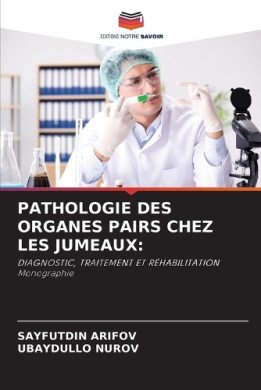 EDITIONS NOTRE SAVOIR
PATHOLOGIE DES
ORGANES PAIRS CHEZ
LES JUMEAUX:
DIAGNOSTIC, TRAITEMENT ET RÉHABILITATION
Monographie
SAYFUTDIN ARIFOV
UBAYDULLO NUROV